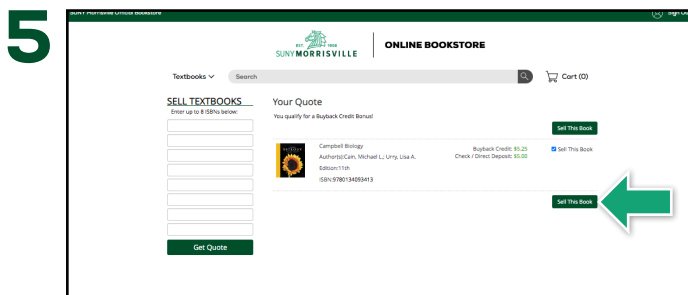 5
SUNY Morrisville Official Bookstore
Sign Out
EST. 1908
SUNY MORRISVILLE
ONLINE BOOKSTORE
Textbooks
Search
Cart (0)
SELL TEXTBOOKS
Enter up to 8 ISBNs below:
Get Quote
Your Quote
You qualify for a Buyback Credit Bonus!
Sell This Book
Campbell Biology
Author(s):Cain, Michael L.; Urry, Lisa A.
Edition:11th
ISBN:9780134093413
Buyback Credit: $5.25
Check / Direct Deposit: $5.00
Sell This Book
Sell This Book